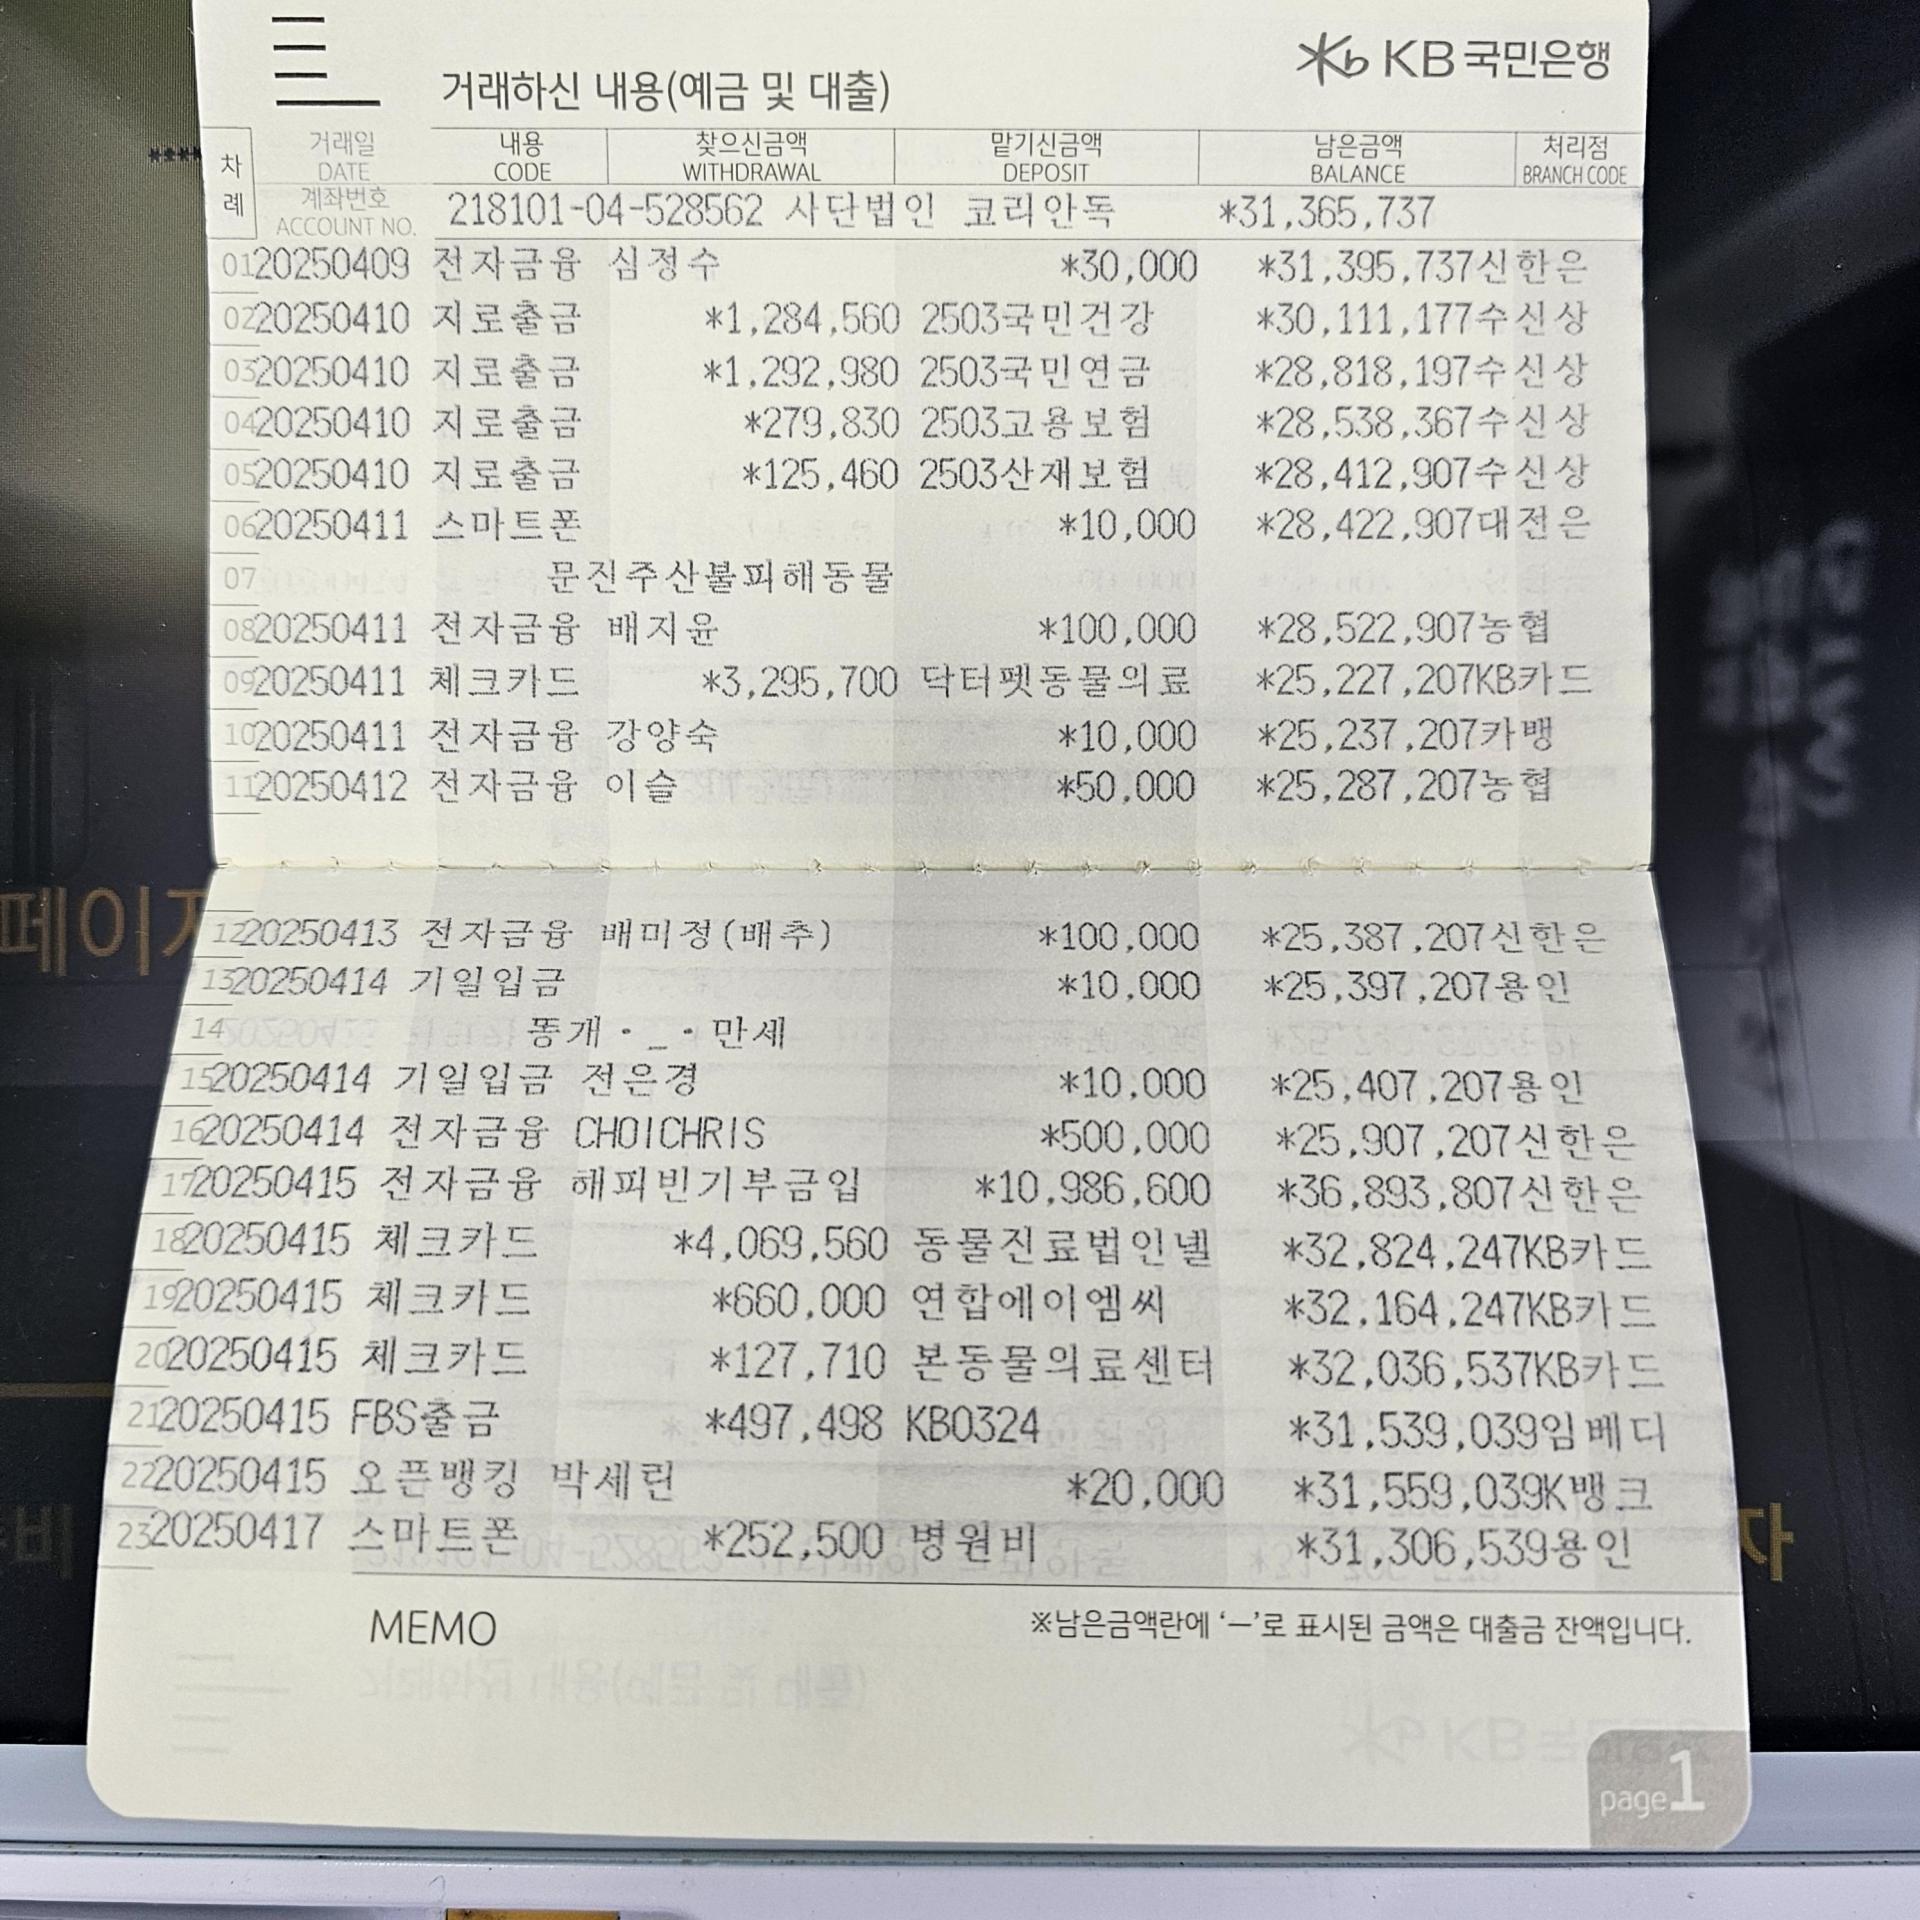 KB국민은행
거래하신 내용(예금 및 대출)
차례 거래일 DATE 내용 CODE 찾으신금액 WITHDRAWAL 맡기신금액 DEPOSIT 남은금액 BALANCE 처리점 BRANCH CODE
계좌번호 ACCOUNT NO. 218101-04-528562 사단법인 코리안독 *31,365,737
01 20250409 전자금융 심정수 *30,000 *31,395,737 신한은
02 20250410 지로출금 *1,284,560 2503국민건강 *30,111,177 수신상
03 20250410 지로출금 *1,292,980 2503국민연금 *28,818,197 수신상
04 20250410 지로출금 *279,830 2503고용보험 *28,538,367 수신상
05 20250410 지로출금 *125,460 2503산재보험 *28,412,907 수신상
06 20250411 스마트폰 *10,000 *28,422,907 대전은
07 문진주산불피해동물
08 20250411 전자금융 배지윤 *100,000 *28,522,907 농협
09 20250411 체크카드 *3,295,700 닥터펫동물의료 *25,227,207 KB카드
10 20250411 전자금융 강양숙 *10,000 *25,237,207 카뱅
11 20250412 전자금융 이슬 *50,000 *25,287,207 농협
12 20250413 전자금융 배미정(배추) *100,000 *25,387,207 신한은
13 20250414 기일입금 *10,000 *25,397,207 용인
14 똥개·_·만세
15 20250414 기일입금 전은경 *10,000 *25,407,207 용인
16 20250414 전자금융 CHOICHRIS *500,000 *25,907,207 신한은
17 20250415 전자금융 해피빈기부금입 *10,986,600 *36,893,807 신한은
18 20250415 체크카드 *4,069,560 동물진료법인넬 *32,824,247 KB카드
19 20250415 체크카드 *660,000 연합에이엠씨 *32,164,247 KB카드
20 20250415 체크카드 *127,710 본동물의료센터 *32,036,537 KB카드
21 20250415 FBS출금 *497,498 KB0324 *31,539,039 임베디
22 20250415 오픈뱅킹 박세린 *20,000 *31,559,039 K뱅크
23 20250417 스마트폰 *252,500 병원비 *31,306,539 용인
MEMO
※남은금액란에 ‘-’로 표시된 금액은 대출금 잔액입니다.
page 1
페이지